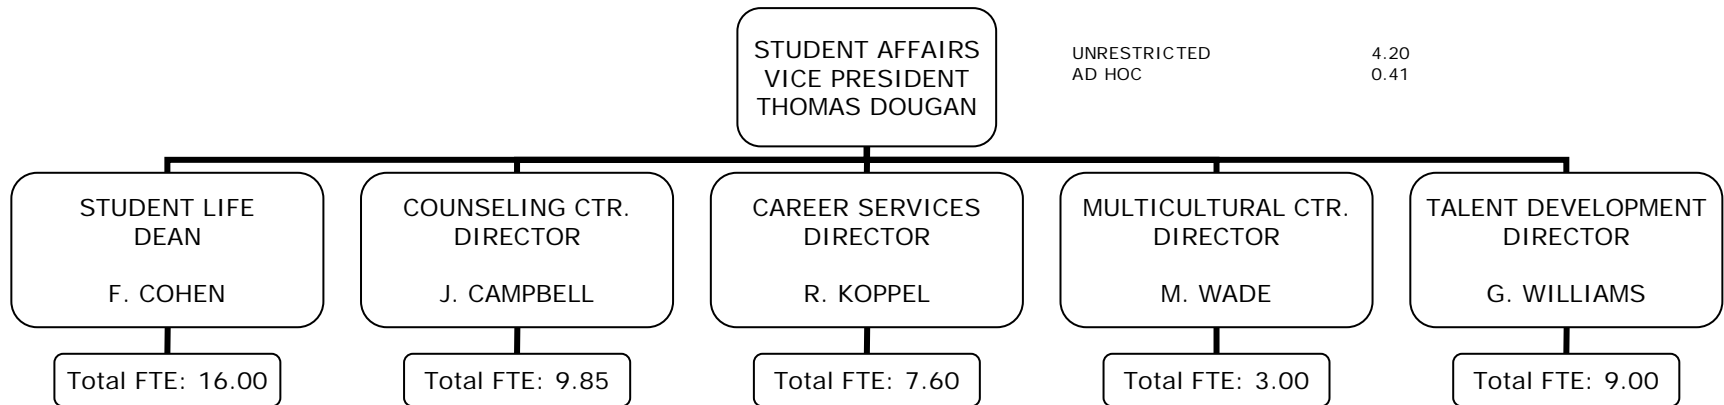 STUDENT AFFAIRS
VICE PRESIDENT
THOMAS DOUGAN
UNRESTRICTED 4.20
AD HOC 0.41
STUDENT LIFE
DEAN
F. COHEN
COUNSELING CTR.
DIRECTOR
J. CAMPBELL
CAREER SERVICES
DIRECTOR
R. KOPPEL
MULTICULTURAL CTR.
DIRECTOR
M. WADE
TALENT DEVELOPMENT
DIRECTOR
G. WILLIAMS
Total FTE: 16.00
Total FTE: 9.85
Total FTE: 7.60
Total FTE: 3.00
Total FTE: 9.00